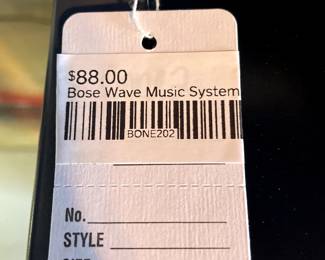 $88.00
Bose Wave Music System
BONE202
No.
STYLE